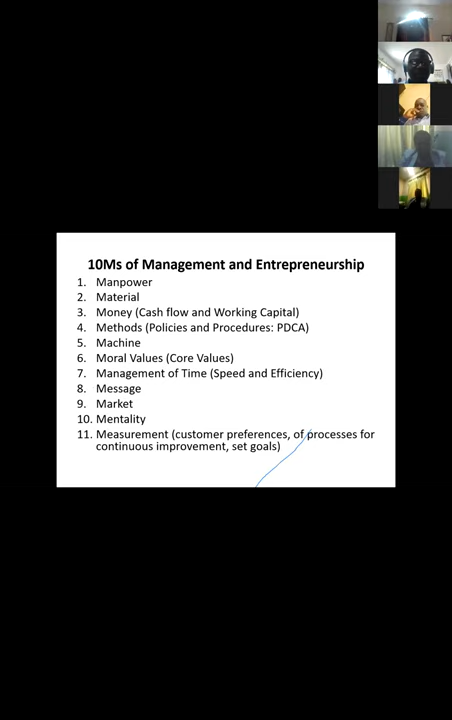 10Ms of Management and Entrepreneurship
1. Manpower
2. Material
3. Money (Cash flow and Working Capital)
4. Methods (Policies and Procedures: PDCA)
5. Machine
6. Moral Values (Core Values)
7. Management of Time (Speed and Efficiency)
8. Message
9. Market
10. Mentality
11. Measurement (customer preferences, of processes for
continuous improvement, set goals)